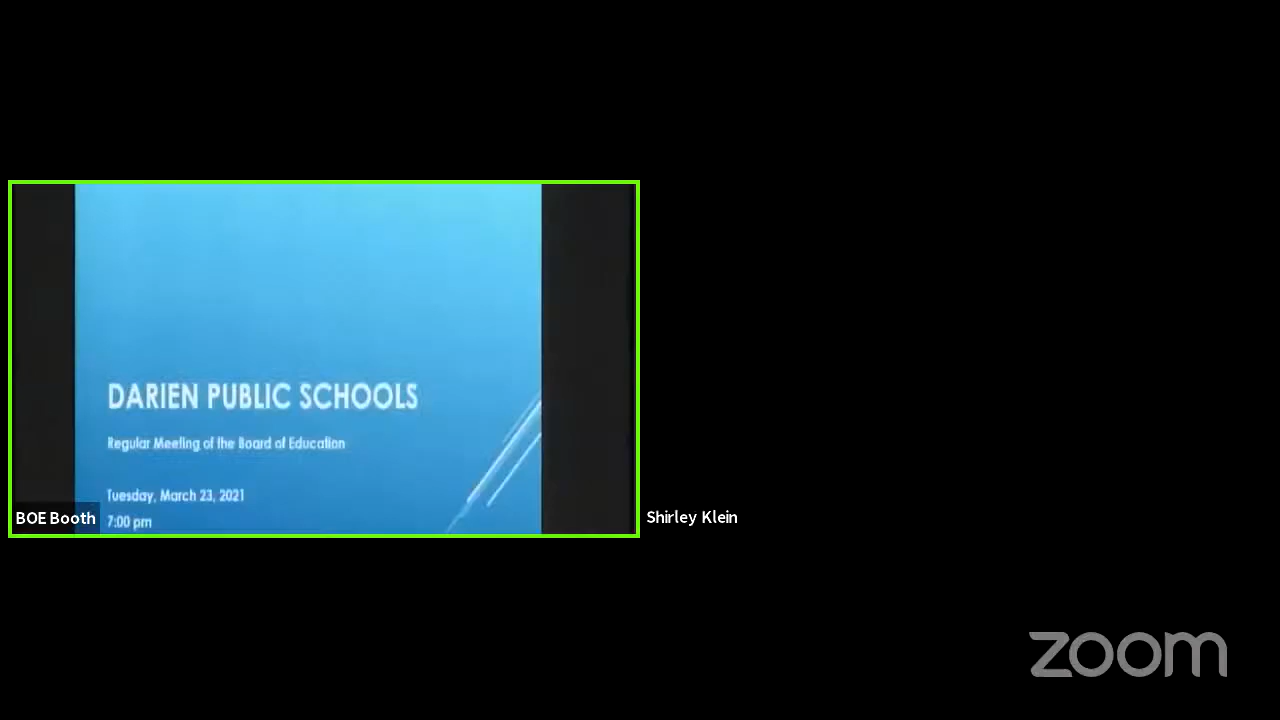 DARIEN PUBLIC SCHOOLS
Regular Meeting of the Board of Education
Tuesday, March 23, 2021
7:00 pm
BOE Booth
Shirley Klein
zoom